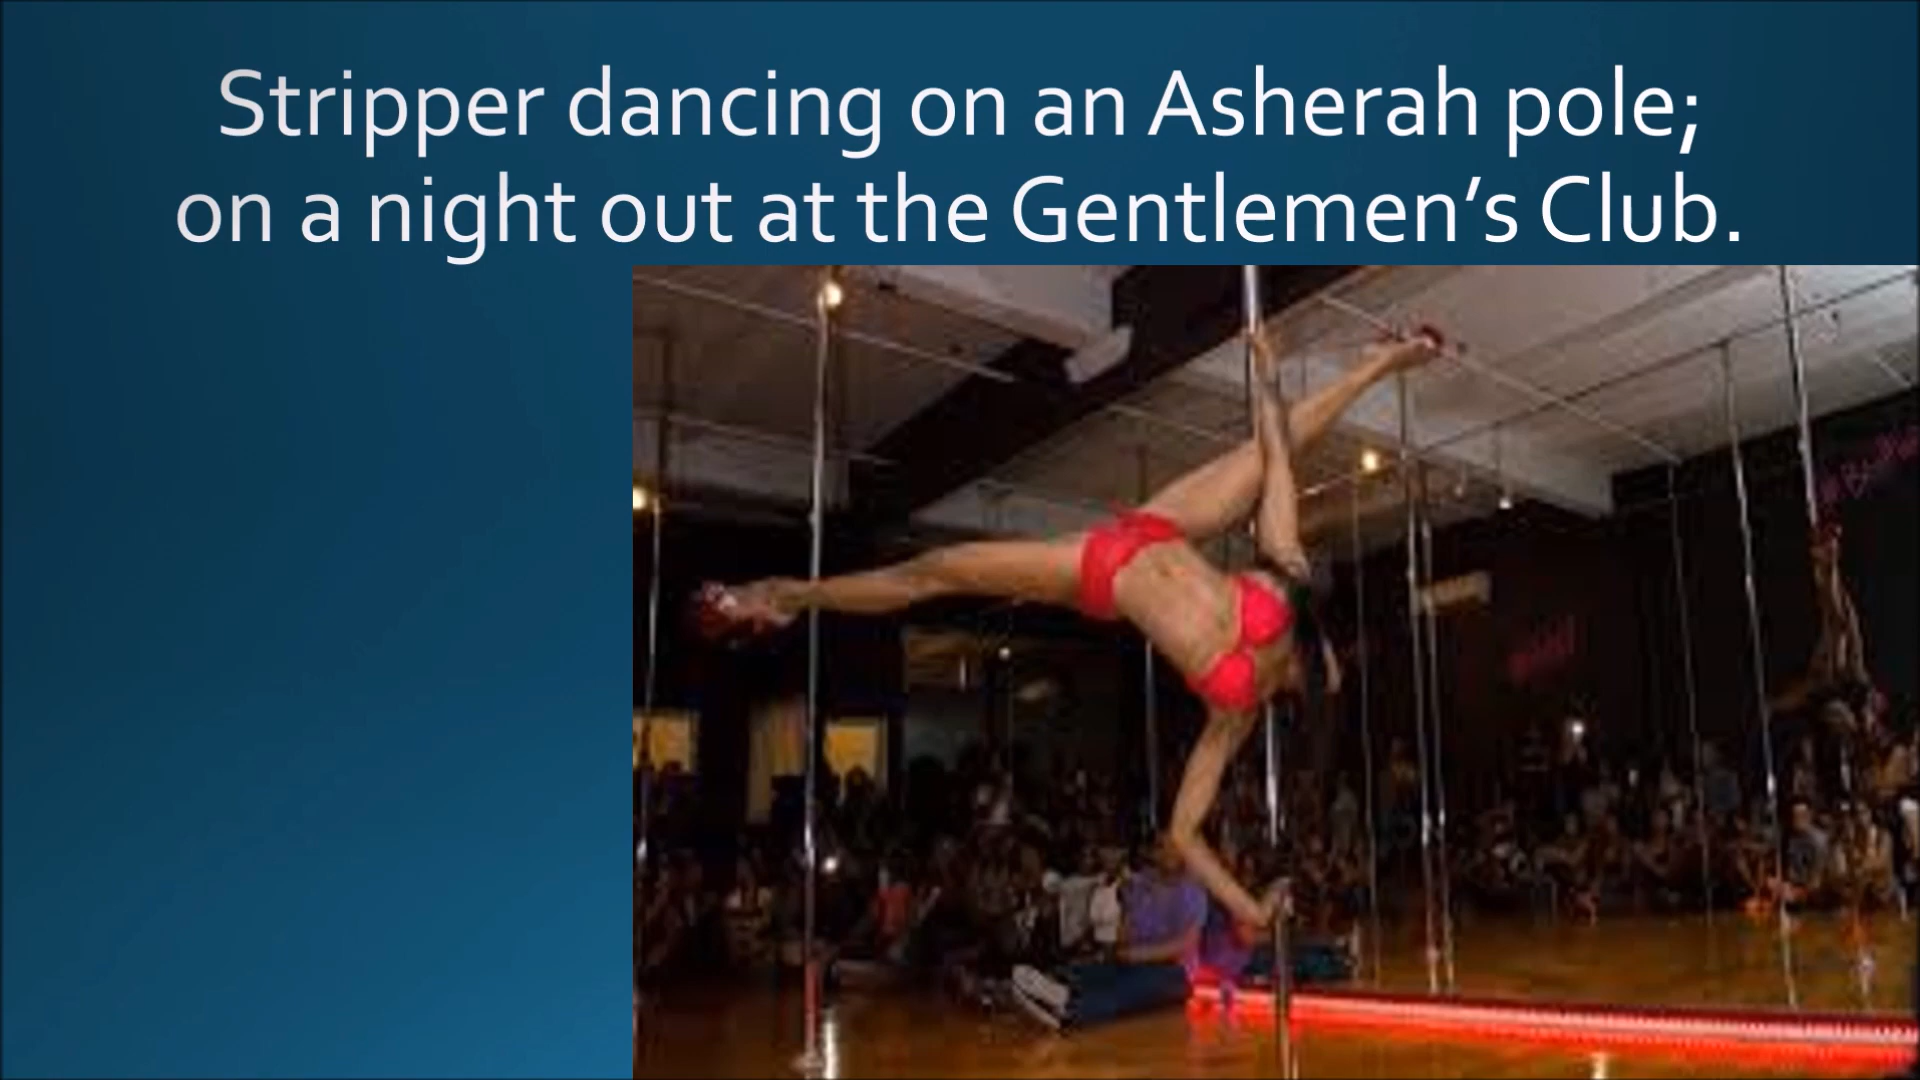 Stripper dancing on an Asherah pole;
on a night out at the Gentlemen’s Club.